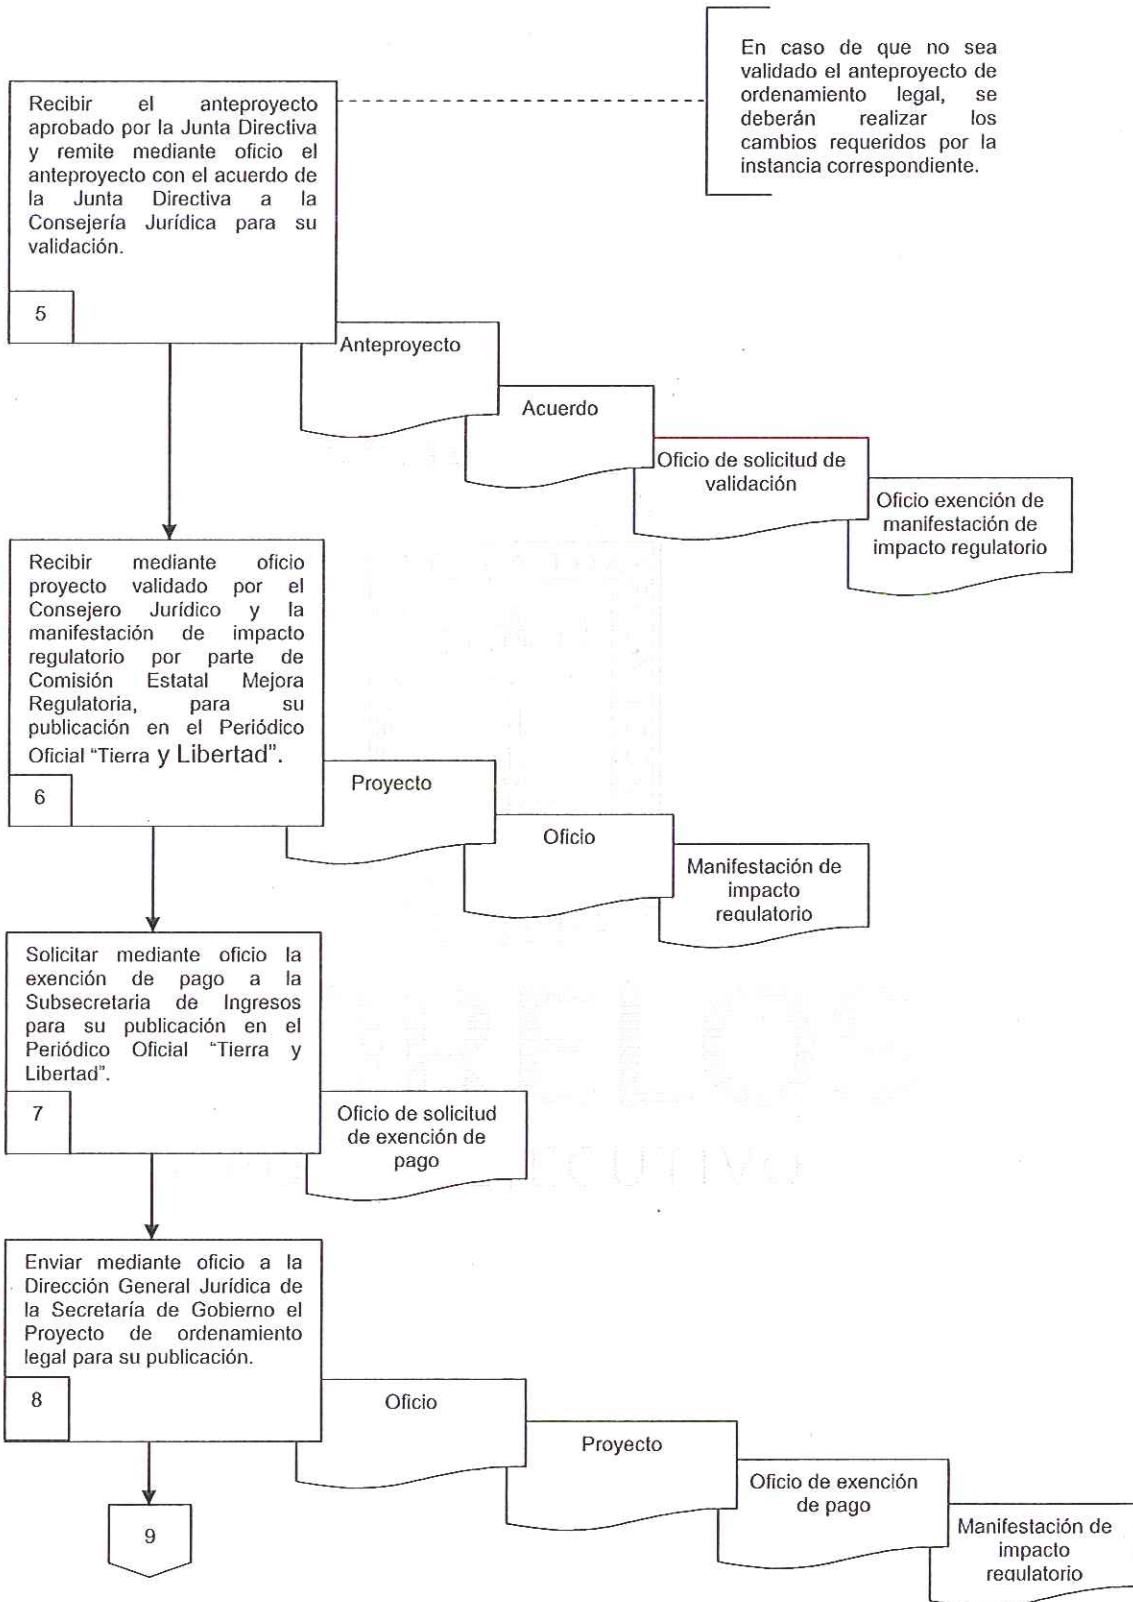 En caso de que no sea
validado el anteproyecto de
ordenamiento legal, se
deberán realizar los
cambios requeridos por la
instancia correspondiente.
Recibir el anteproyecto
aprobado por la Junta Directiva
y remite mediante oficio el
anteproyecto con el acuerdo de
la Junta Directiva a la
Consejería Jurídica para su
validación.
5
Anteproyecto
Acuerdo
Oficio de solicitud de
validación
Oficio exención de
manifestación de
impacto regulatorio
Recibir mediante oficio
proyecto validado por el
Consejero Jurídico y la
manifestación de impacto
regulatorio por parte de
Comisión Estatal Mejora
Regulatoria, para su
publicación en el Periódico
Oficial “Tierra y Libertad”.
6
Proyecto
Oficio
Manifestación de
impacto
regulatorio
Solicitar mediante oficio la
exención de pago a la
Subsecretaria de Ingresos
para su publicación en el
Periódico Oficial “Tierra y
Libertad”.
7
Oficio de solicitud
de exención de
pago
Enviar mediante oficio a la
Dirección General Jurídica de
la Secretaría de Gobierno el
Proyecto de ordenamiento
legal para su publicación.
8
Oficio
Proyecto
Oficio de exención
de pago
Manifestación de
impacto
regulatorio
9